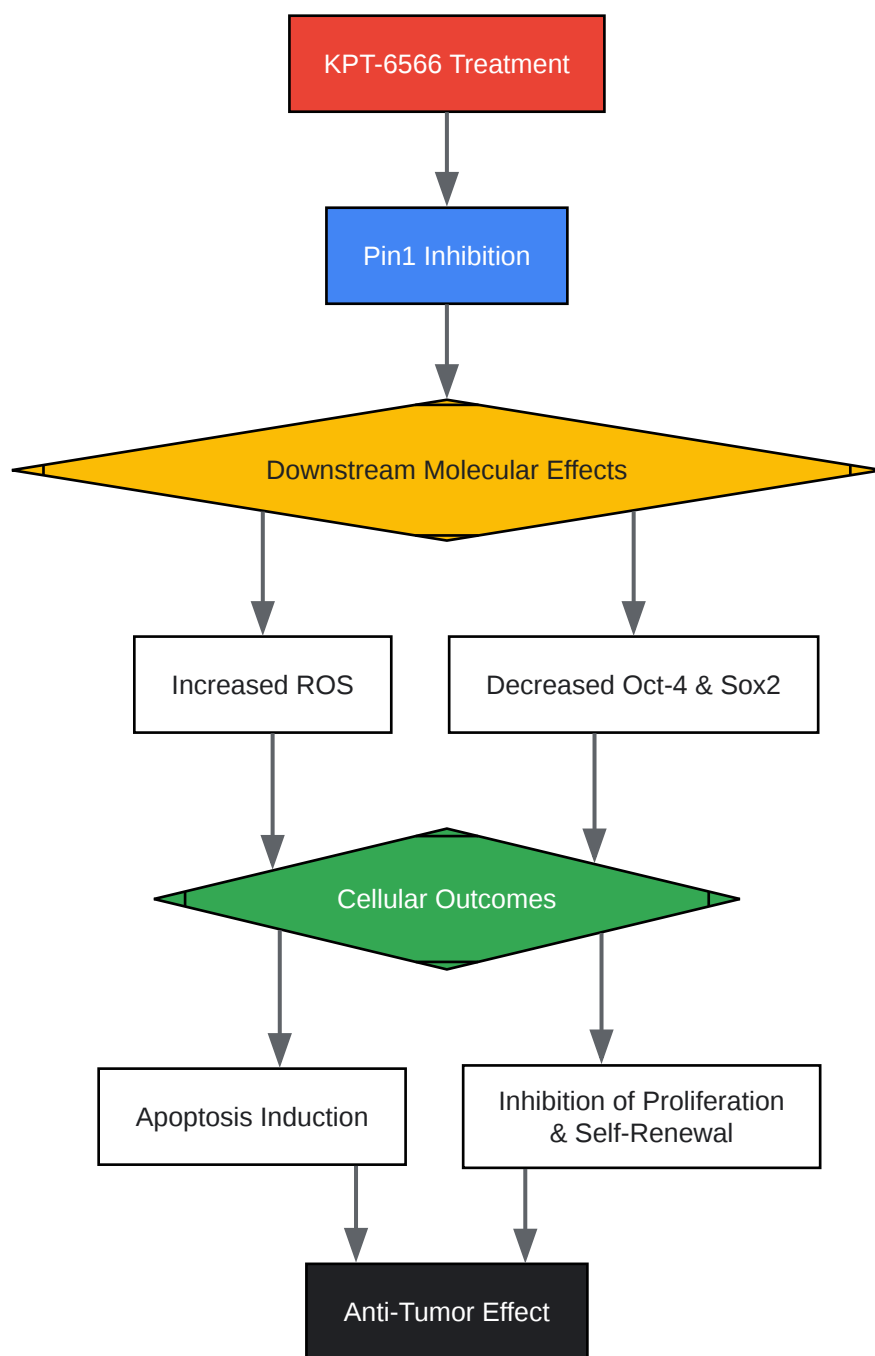 KPT-6566 Treatment
Pin1 Inhibition
Downstream Molecular Effects
Increased ROS
Decreased Oct-4 & Sox2
Cellular Outcomes
Apoptosis Induction
Inhibition of Proliferation
& Self-Renewal
Anti-Tumor Effect